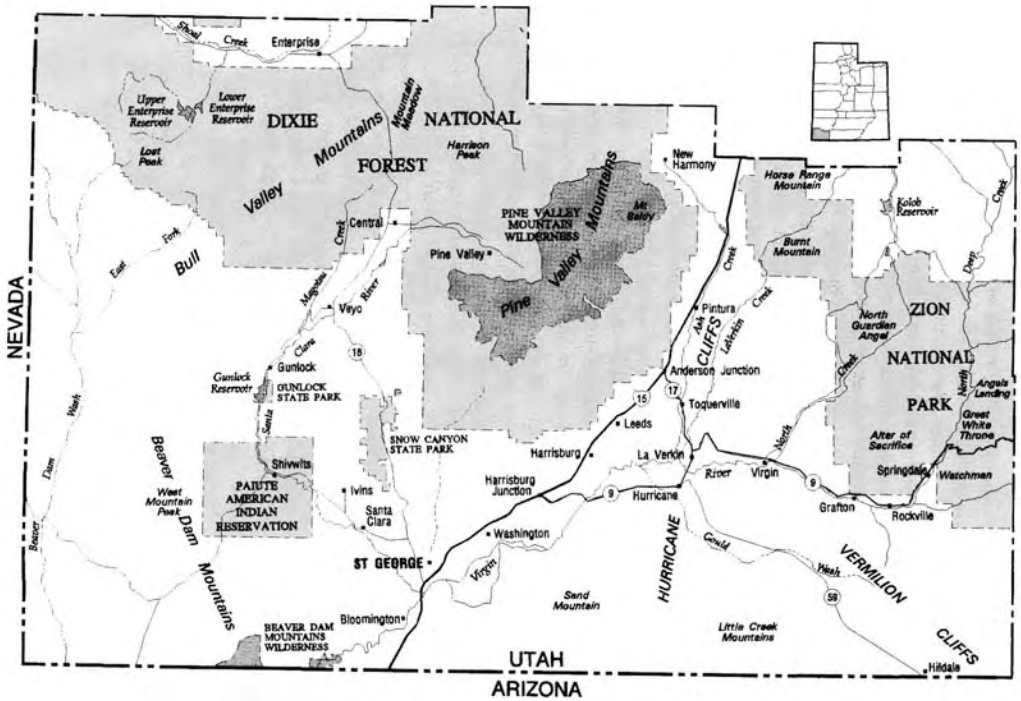 Shoal
Creek
Enterprise
Upper
Enterprise
Reservoir
Lower
Enterprise
Reservoir
DIXIE
NATIONAL
FOREST
Mountain
Meadow
Harrison
Peak
Lost
Peak
Bull
Valley
Mountains
New
Harmony
Horse Range
Mountain
Kolob
Reservoir
Deep
Creek
PINE VALLEY
MOUNTAIN
WILDERNESS
Mt
Baldy
Pine
Valley
Mountains
Central
Pine Valley
Burnt
Mountain
East
Fork
Magotsu
Creek
Veyo
Santa
Clara
River
18
Gunlock
Gunlock
Reservoir
GUNLOCK
STATE PARK
NEVADA
Ash
Creek
Pintura
CLIFFS
LaVerkin
Creek
Anderson Junction
17
Toquerville
15
Leeds
North
Guardian
Angel
ZION
NATIONAL
PARK
North
Creek
North
Angels
Landing
Great
White
Throne
Alter of
Sacrifice
SNOW CANYON
STATE PARK
Harrisburg
La Verkin
River
Virgin
Springdale
Watchman
Shivwits
PAIUTE
AMERICAN
INDIAN
RESERVATION
Ivins
Santa
Clara
Harrisburg
Junction
9
Hurricane
9
Grafton
Rockville
Beaver
Dam
Wash
West
Mountain
Peak
Beaver
Dam
Mountains
Washington
ST GEORGE
Virgin
HURRICANE
Gould
Wash
VERMILION
CLIFFS
59
Sand
Mountain
Bloomington
BEAVER DAM
MOUNTAINS
WILDERNESS
Little Creek
Mountains
Hildale
UTAH
ARIZONA